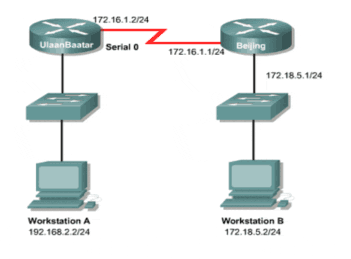 172.16.1.2/24
UlaanBaatar
Serial 0
172.16.1.1/24
Beijing
172.18.5.1/24
Workstation A
192.168.2.2/24
Workstation B
172.18.5.2/24